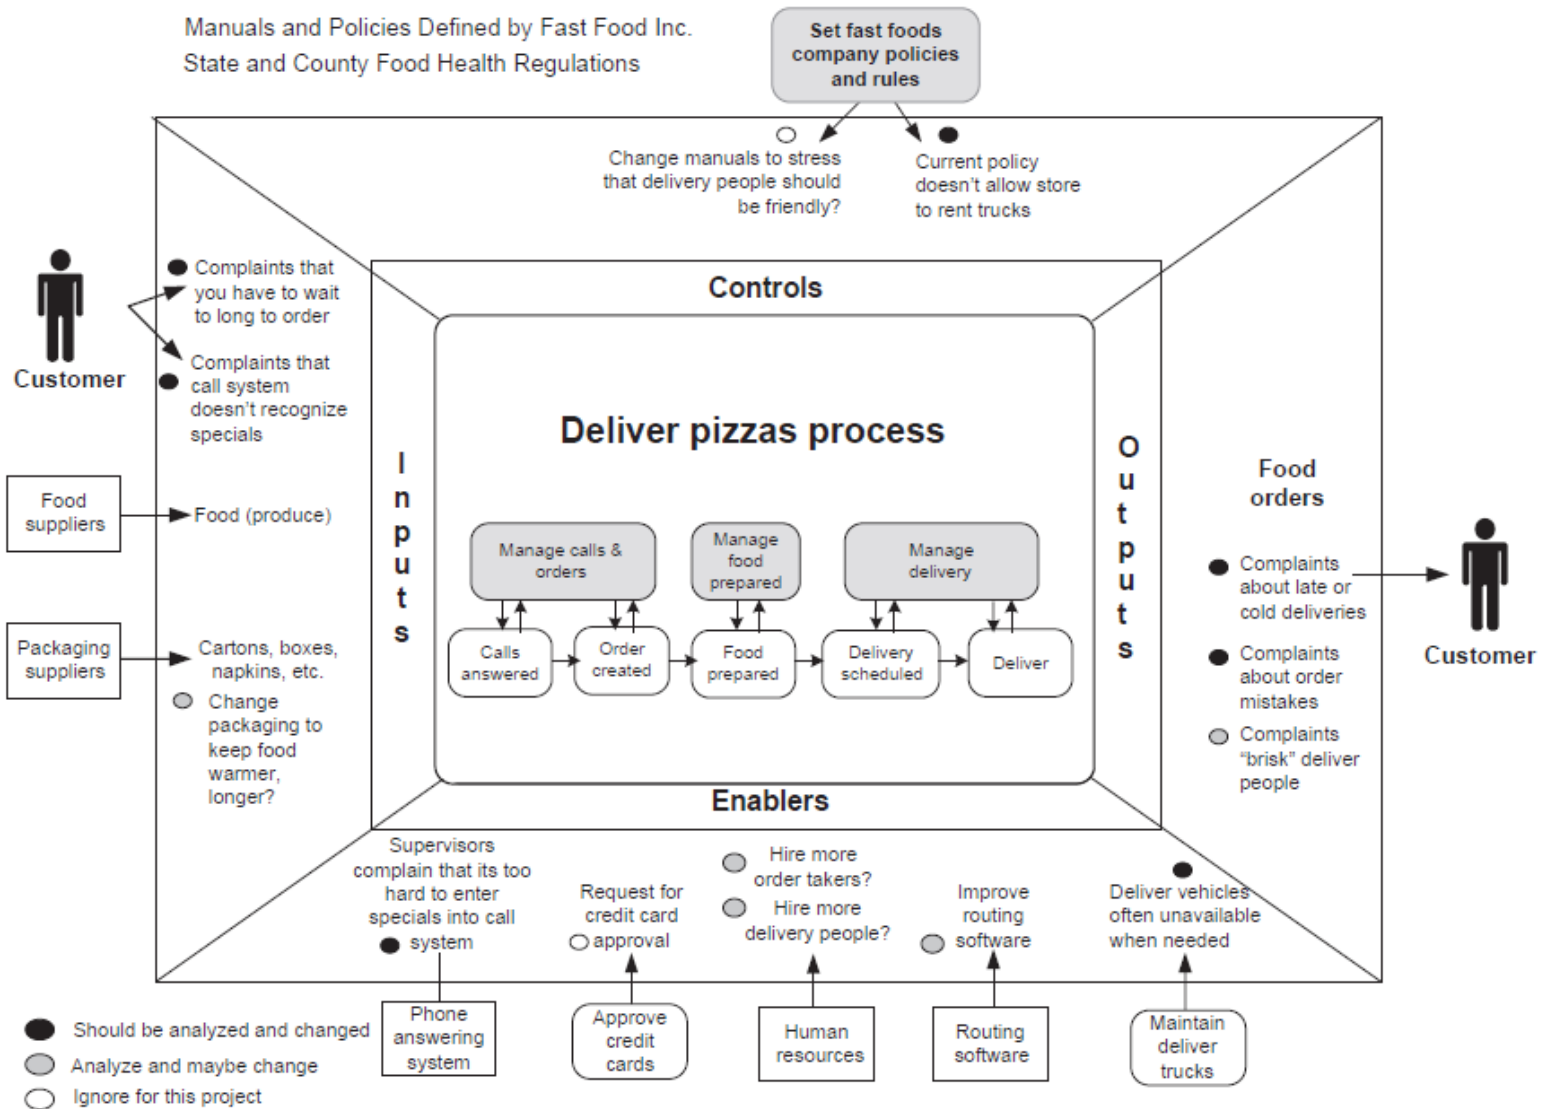 Manuals and Policies Defined by Fast Food Inc.
State and County Food Health Regulations
Set fast foods
company policies
and rules
Change manuals to stress
that delivery people should
be friendly?
Current policy
doesn't allow store
to rent trucks
Customer
Complaints that
you have to wait
to long to order
Complaints that
call system
doesn't recognize
specials
Food
suppliers
Food (produce)
Packaging
suppliers
Cartons, boxes,
napkins, etc.
Change
packaging to
keep food
warmer,
longer?
Controls
Inputs
Deliver pizzas process
Manage calls &
orders
Manage
food
prepared
Manage
delivery
Calls
answered
Order
created
Food
prepared
Delivery
scheduled
Deliver
Outputs
Enablers
Food
orders
Complaints
about late or
cold deliveries
Complaints
about order
mistakes
Complaints
“brisk” deliver
people
Customer
Supervisors
complain that its too
hard to enter
specials into call
system
Request for
credit card
approval
Hire more
order takers?
Hire more
delivery people?
Improve
routing
software
Deliver vehicles
often unavailable
when needed
Phone
answering
system
Approve
credit
cards
Human
resources
Routing
software
Maintain
deliver
trucks
Should be analyzed and changed
Analyze and maybe change
Ignore for this project